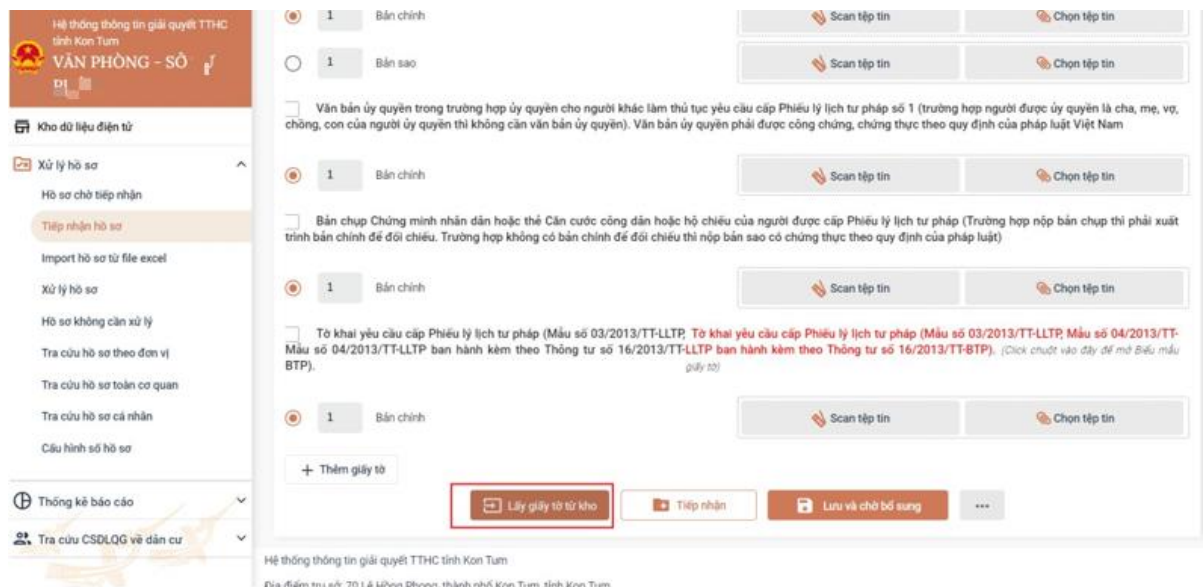 Hệ thống thông tin giải quyết TTHC
tỉnh Kon Tum
VĂN PHÒNG - SỞ
Kho dữ liệu điện tử
Xử lý hồ sơ
Hồ sơ chờ tiếp nhận
Tiếp nhận hồ sơ
Import hồ sơ từ file excel
Xử lý hồ sơ
Hồ sơ không cần xử lý
Tra cứu hồ sơ theo đơn vị
Tra cứu hồ sơ toàn cơ quan
Tra cứu hồ sơ cá nhân
Cấu hình số hồ sơ
Thống kê báo cáo
Tra cứu CSDLQG về dân cư
1 Bản chính Scan tệp tin Chọn tệp tin
1 Bản sao Scan tệp tin Chọn tệp tin
Văn bản ủy quyền trong trường hợp ủy quyền cho người khác làm thủ tục yêu cầu cấp Phiếu lý lịch tư pháp số 1 (trường hợp người được ủy quyền là cha, mẹ, vợ,
chồng, con của người ủy quyền thì không cần văn bản ủy quyền). Văn bản ủy quyền phải được công chứng, chứng thực theo quy định của pháp luật Việt Nam
1 Bản chính Scan tệp tin Chọn tệp tin
Bản chụp Chứng minh nhân dân hoặc thẻ Căn cước công dân hoặc hộ chiếu của người được cấp Phiếu lý lịch tư pháp (Trường hợp nộp bản chụp thì phải xuất
trình bản chính để đối chiếu. Trường hợp không có bản chính để đối chiếu thì nộp bản sao có chứng thực theo quy định của pháp luật)
1 Bản chính Scan tệp tin Chọn tệp tin
Tờ khai yêu cầu cấp Phiếu lý lịch tư pháp (Mẫu số 03/2013/TT-LLTP,
Mẫu số 04/2013/TT-LLTP ban hành kèm theo Thông tư số 16/2013/TT-
BTP).
Tờ khai yêu cầu cấp Phiếu lý lịch tư pháp (Mẫu số 03/2013/TT-LLTP, Mẫu số 04/2013/TT-
LLTP ban hành kèm theo Thông tư số 16/2013/TT-BTP). (Click chuột vào đây để mở Biểu mẫu
giấy tờ)
1 Bản chính Scan tệp tin Chọn tệp tin
+ Thêm giấy tờ
Lấy giấy tờ từ kho Tiếp nhận Lưu và chờ bổ sung ...
Hệ thống thông tin giải quyết TTHC tỉnh Kon Tum
Địa điểm trụ sở: 70 Lê Hồng Phong, thành phố Kon Tum, tỉnh Kon Tum